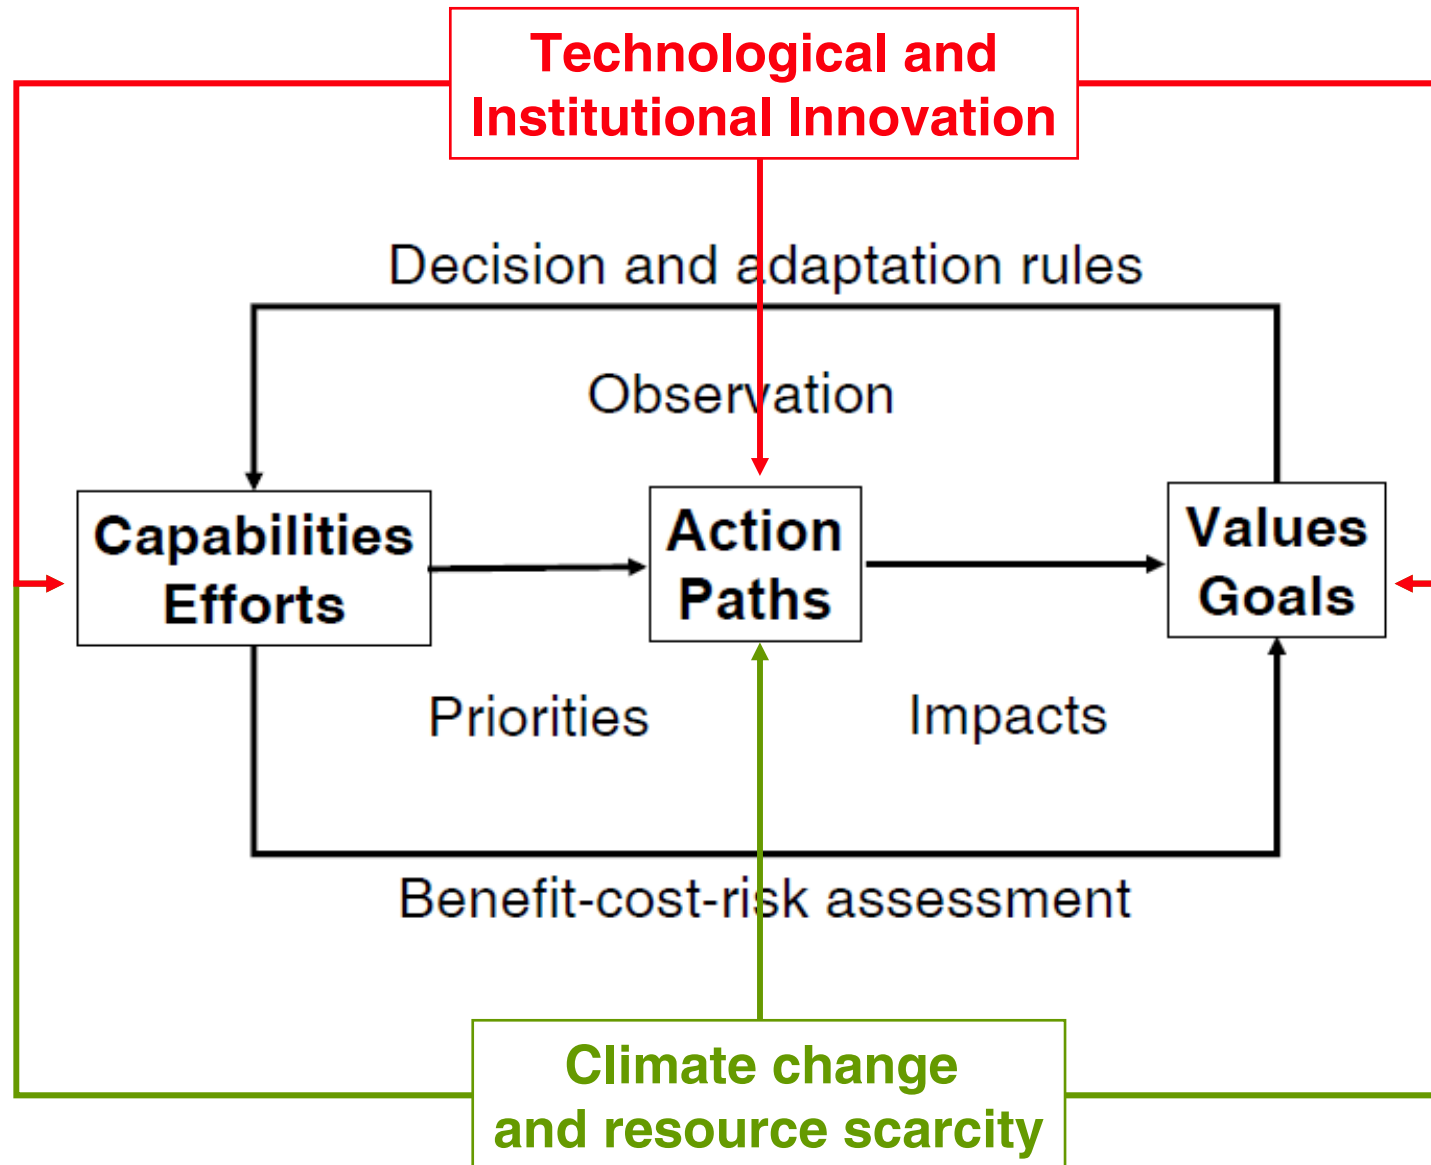 Technological and
Institutional Innovation
Decision and adaptation rules
Observation
Capabilities
Efforts
Action
Paths
Values
Goals
Priorities
Impacts
Benefit-cost-risk assessment
Climate change
and resource scarcity